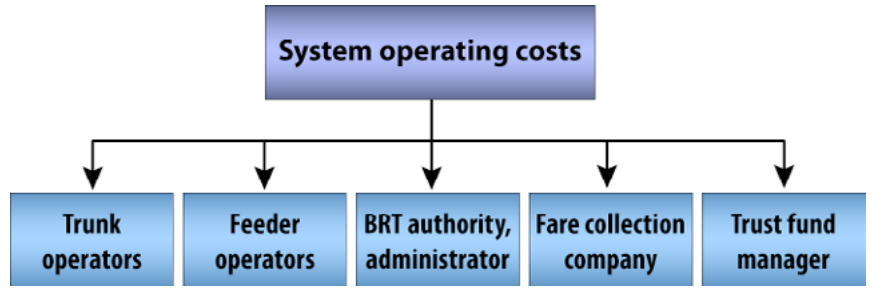 System operating costs
Trunk
operators
Feeder
operators
BRT authority,
administrator
Fare collection
company
Trust fund
manager